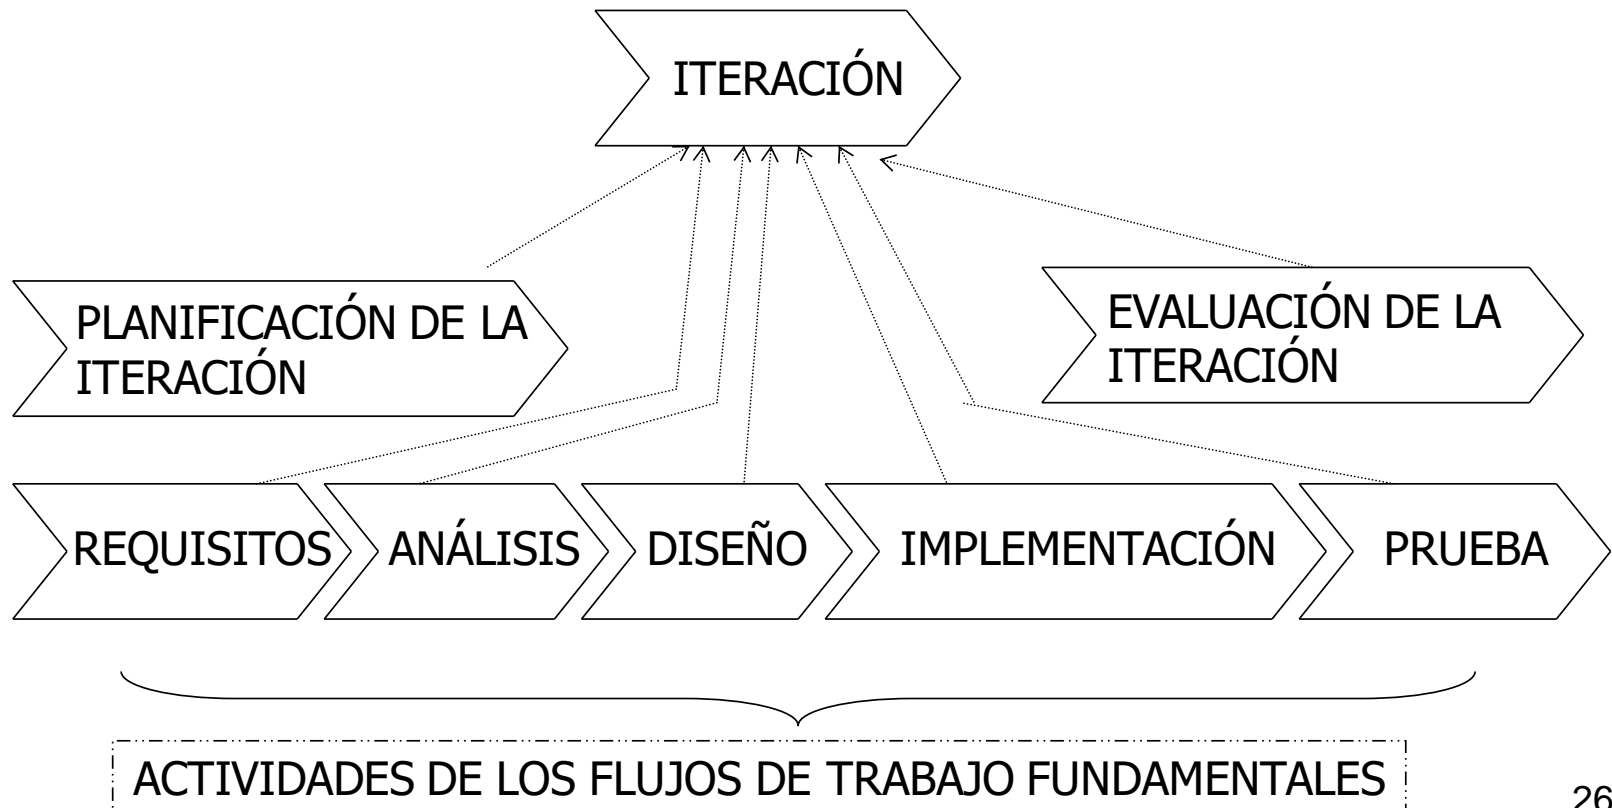 ITERACIÓN
PLANIFICACIÓN DE LA
ITERACIÓN
EVALUACIÓN DE LA
ITERACIÓN
REQUISITOS
ANÁLISIS
DISEÑO
IMPLEMENTACIÓN
PRUEBA
ACTIVIDADES DE LOS FLUJOS DE TRABAJO FUNDAMENTALES
26